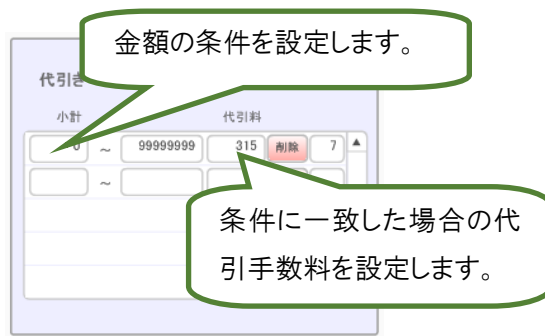 金額の条件を設定します。
代引き
小計 代引料
0 ~ 99999999 315 削除 7
~
条件に一致した場合の代
引手数料を設定します。